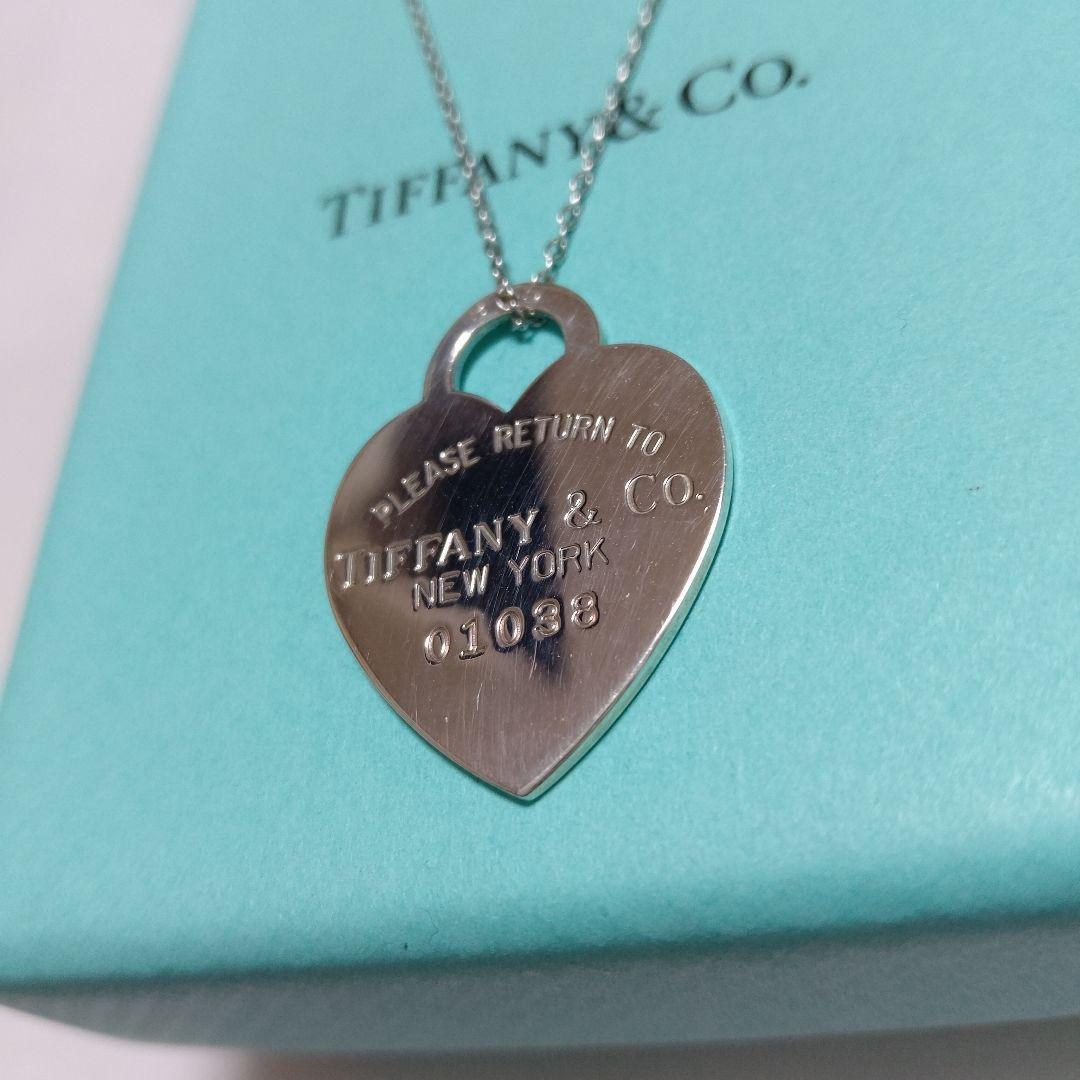 TIFFANY & CO.
PLEASE RETURN TO
TIFFANY & CO.
NEW YORK
01038